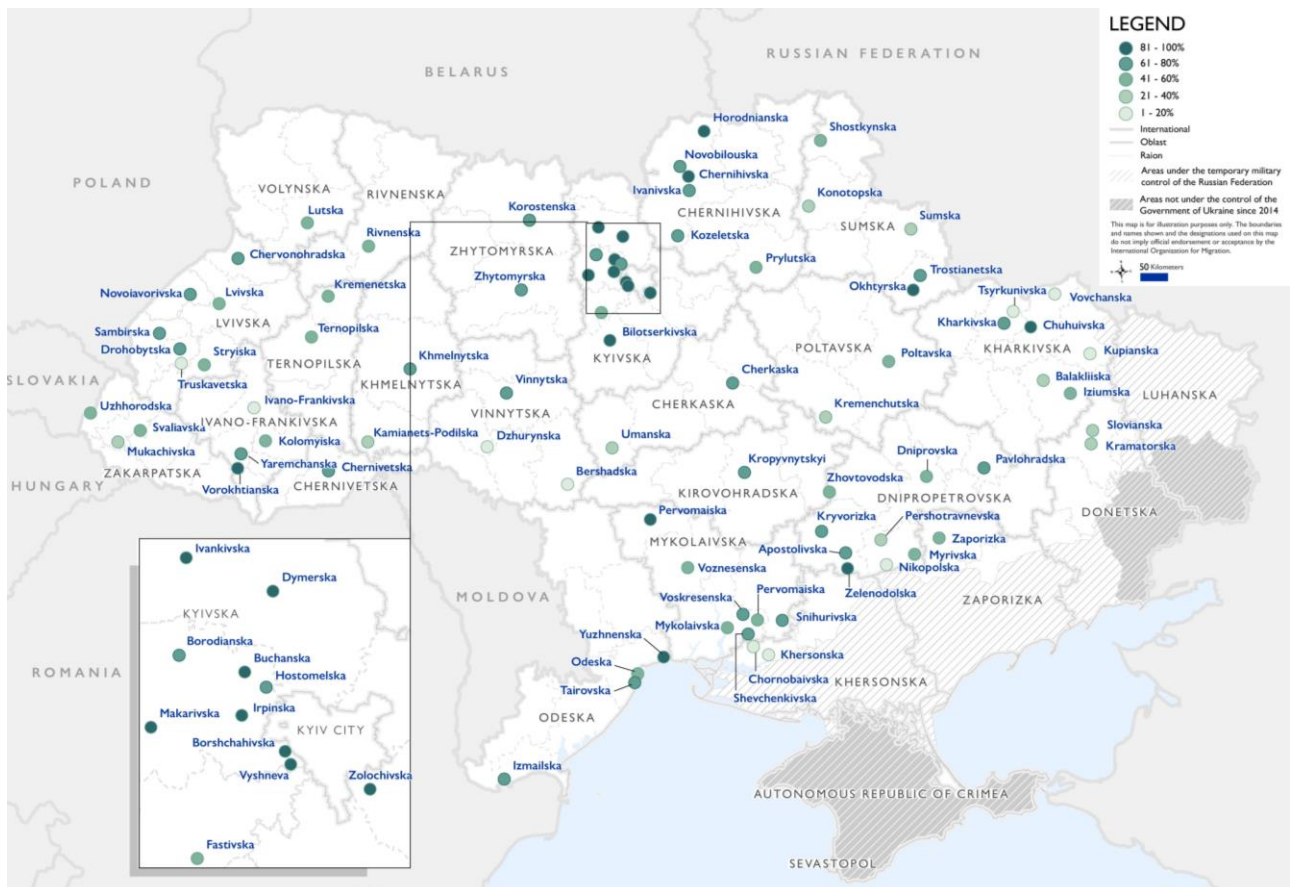 LEGEND
81 - 100%
61 - 80%
41 - 60%
21 - 40%
1 - 20%
International
Oblast
Raion
Areas under the temporary military
control of the Russian Federation
Areas not under the control of the
Government of Ukraine since 2014
This map is for illustration purposes only. The boundaries
and names shown and the designations used on this map
do not imply official endorsement or acceptance by the
International Organization for Migration.
50 Kilometers
RUSSIAN FEDERATION
BELARUS
POLAND
SLOVAKIA
HUNGARY
ROMANIA
MOLDOVA
Horodnianska
Shostkynska
Novobilouska
Chernihivska
Ivanivska
CHERNIHIVSKA
Konotopska
Sumska
SUMSKA
VOLYNSKA
RIVNENSKA
Lutska
Rivnenska
Korostenska
ZHYTOMYRSKA
Kozeletska
Prylutska
Trostianetska
Okhtyrska
Chervonohradska
Zhytomyrska
Novoiavorivska
Lvivska
Kremenetska
LVIVSKA
Tsyrkunivska
Vovchanska
Kharkivska
Chuhuivska
KHARKIVSKA
Sambirska
Drohobytska
Stryiska
Ternopilska
TERNOPILSKA
Bilotserkivska
KYIVSKA
POLTAVSKA
Poltavska
Kupianska
Balakliiska
Iziumska
LUHANSKA
Truskavetska
Khmelnytska
KHMELNYTSKA
Vinnytska
VINNYTSKA
Cherkaska
CHERKASKA
Uzhhorodska
Ivano-Frankivska
IVANO-FRANKIVSKA
Svaliavska
Mukachivska
ZAKARPATSKA
Kolomyiska
Yaremchanska
Vorokhtianska
Kamianets-Podilska
Chernivetska
CHERNIVETSKA
Dzhurynska
Umanska
Bershadska
Kremenchutska
Slovianska
Kramatorska
Kropyvnytskyi
KIROVOHRADSKA
Dniprovska
Zhovtovodska
Pavlohradska
DNIPROPETROVSKA
DONETSKA
Pervomaiska
MYKOLAIVSKA
Kryvorizka
Pershotravnevska
Apostolivska
Zaporizka
Myrivska
Nikopolska
Zelenodolska
ZAPORIZKA
Voznesenska
Voskresenska
Pervomaiska
Mykolaivska
Snihurivska
Khersonska
Chornobaivska
Shevchenkivska
KHERSONSKA
Yuzhnenska
Odeska
Tairovska
ODESKA
Izmailska
AUTONOMOUS REPUBLIC OF CRIMEA
SEVASTOPOL
Ivankivska
Dymerska
KYIVSKA
Borodianska
Buchanska
Hostomelska
Makarivska
Irpinska
KYIV CITY
Borshchahivska
Vyshneva
Zolochivska
Fastivska